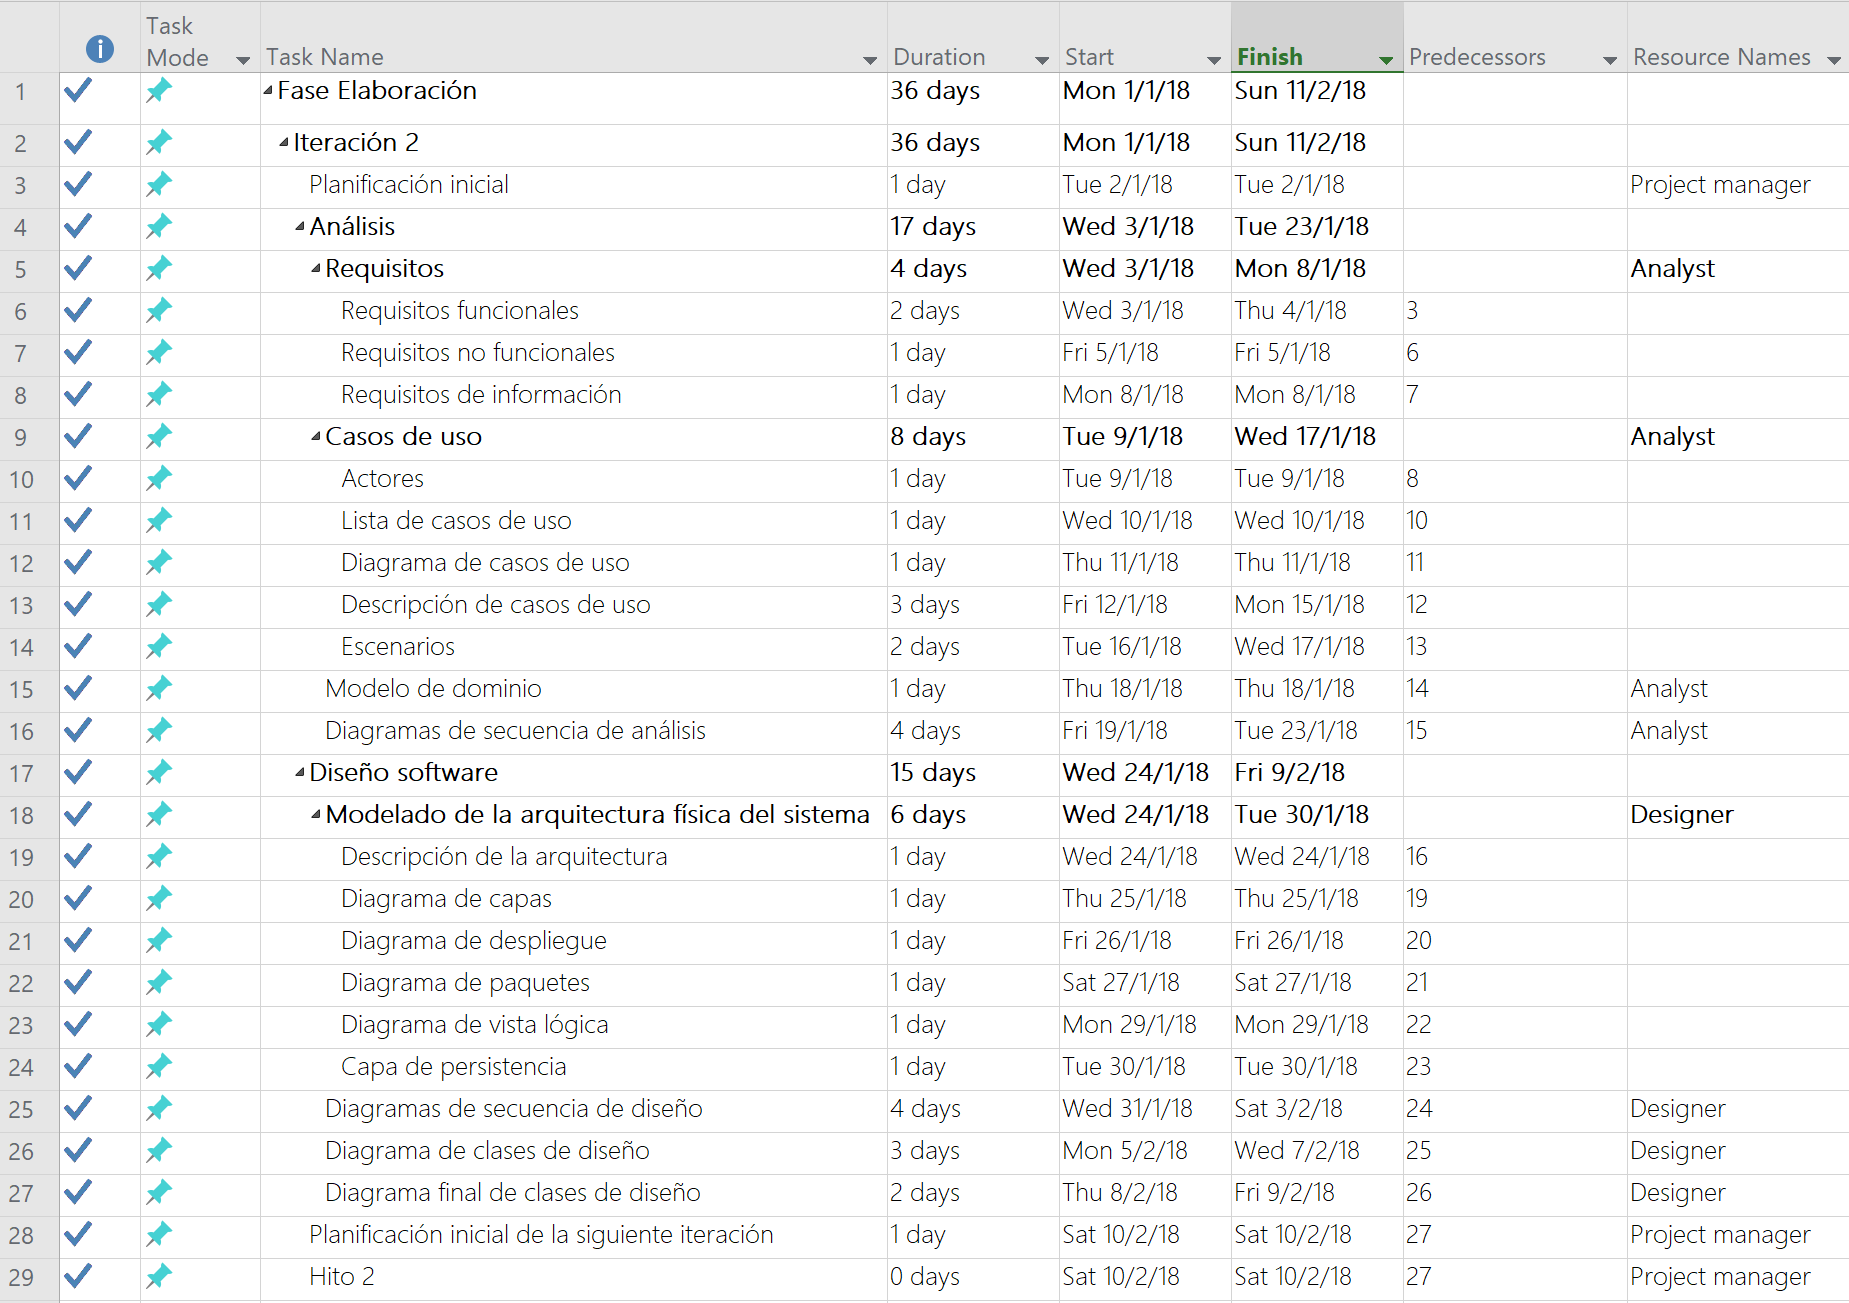 Task Mode Task Name Duration Start Finish Predecessors Resource Names
1 Fase Elaboración 36 days Mon 1/1/18 Sun 11/2/18
2 Iteración 2 36 days Mon 1/1/18 Sun 11/2/18
3 Planificación inicial 1 day Tue 2/1/18 Tue 2/1/18 Project manager
4 Análisis 17 days Wed 3/1/18 Tue 23/1/18
5 Requisitos 4 days Wed 3/1/18 Mon 8/1/18 Analyst
6 Requisitos funcionales 2 days Wed 3/1/18 Thu 4/1/18 3
7 Requisitos no funcionales 1 day Fri 5/1/18 Fri 5/1/18 6
8 Requisitos de información 1 day Mon 8/1/18 Mon 8/1/18 7
9 Casos de uso 8 days Tue 9/1/18 Wed 17/1/18 Analyst
10 Actores 1 day Tue 9/1/18 Tue 9/1/18 8
11 Lista de casos de uso 1 day Wed 10/1/18 Wed 10/1/18 10
12 Diagrama de casos de uso 1 day Thu 11/1/18 Thu 11/1/18 11
13 Descripción de casos de uso 3 days Fri 12/1/18 Mon 15/1/18 12
14 Escenarios 2 days Tue 16/1/18 Wed 17/1/18 13
15 Modelo de dominio 1 day Thu 18/1/18 Thu 18/1/18 14 Analyst
16 Diagramas de secuencia de análisis 4 days Fri 19/1/18 Tue 23/1/18 15 Analyst
17 Diseño software 15 days Wed 24/1/18 Fri 9/2/18
18 Modelado de la arquitectura física del sistema 6 days Wed 24/1/18 Tue 30/1/18 Designer
19 Descripción de la arquitectura 1 day Wed 24/1/18 Wed 24/1/18 16
20 Diagrama de capas 1 day Thu 25/1/18 Thu 25/1/18 19
21 Diagrama de despliegue 1 day Fri 26/1/18 Fri 26/1/18 20
22 Diagrama de paquetes 1 day Sat 27/1/18 Sat 27/1/18 21
23 Diagrama de vista lógica 1 day Mon 29/1/18 Mon 29/1/18 22
24 Capa de persistencia 1 day Tue 30/1/18 Tue 30/1/18 23
25 Diagramas de secuencia de diseño 4 days Wed 31/1/18 Sat 3/2/18 24 Designer
26 Diagrama de clases de diseño 3 days Mon 5/2/18 Wed 7/2/18 25 Designer
27 Diagrama final de clases de diseño 2 days Thu 8/2/18 Fri 9/2/18 26 Designer
28 Planificación inicial de la siguiente iteración 1 day Sat 10/2/18 Sat 10/2/18 27 Project manager
29 Hito 2 0 days Sat 10/2/18 Sat 10/2/18 27 Project manager